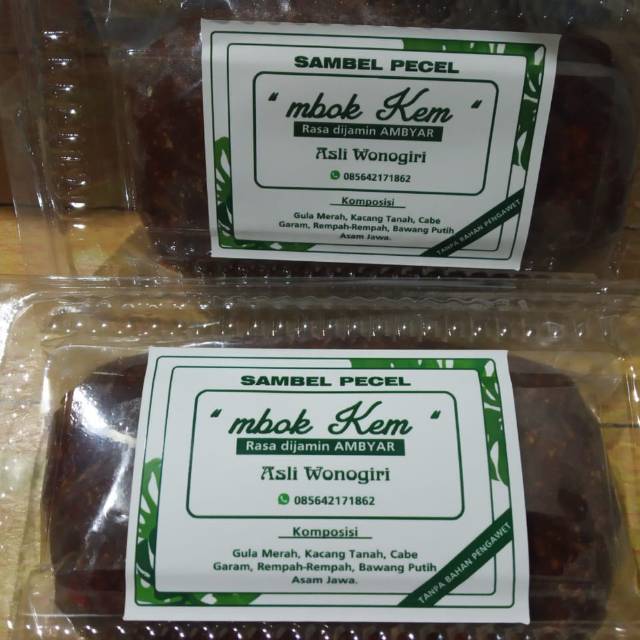 SAMBEL PECEL
" mbok Kem "
Rasa dijamin AMBYAR
Asli Wonogiri
085642171862
Komposisi
Gula Merah, Kacang Tanah, Cabe
Garam, Rempah-Rempah, Bawang Putih
Asam Jawa.
TANPA BAHAN PENGAWET
SAMBEL PECEL
" mbok Kem "
Rasa dijamin AMBYAR
Asli Wonogiri
085642171862
Komposisi
Gula Merah, Kacang Tanah, Cabe
Garam, Rempah-Rempah, Bawang Putih
Asam Jawa.
TANPA BAHAN PENGAWET